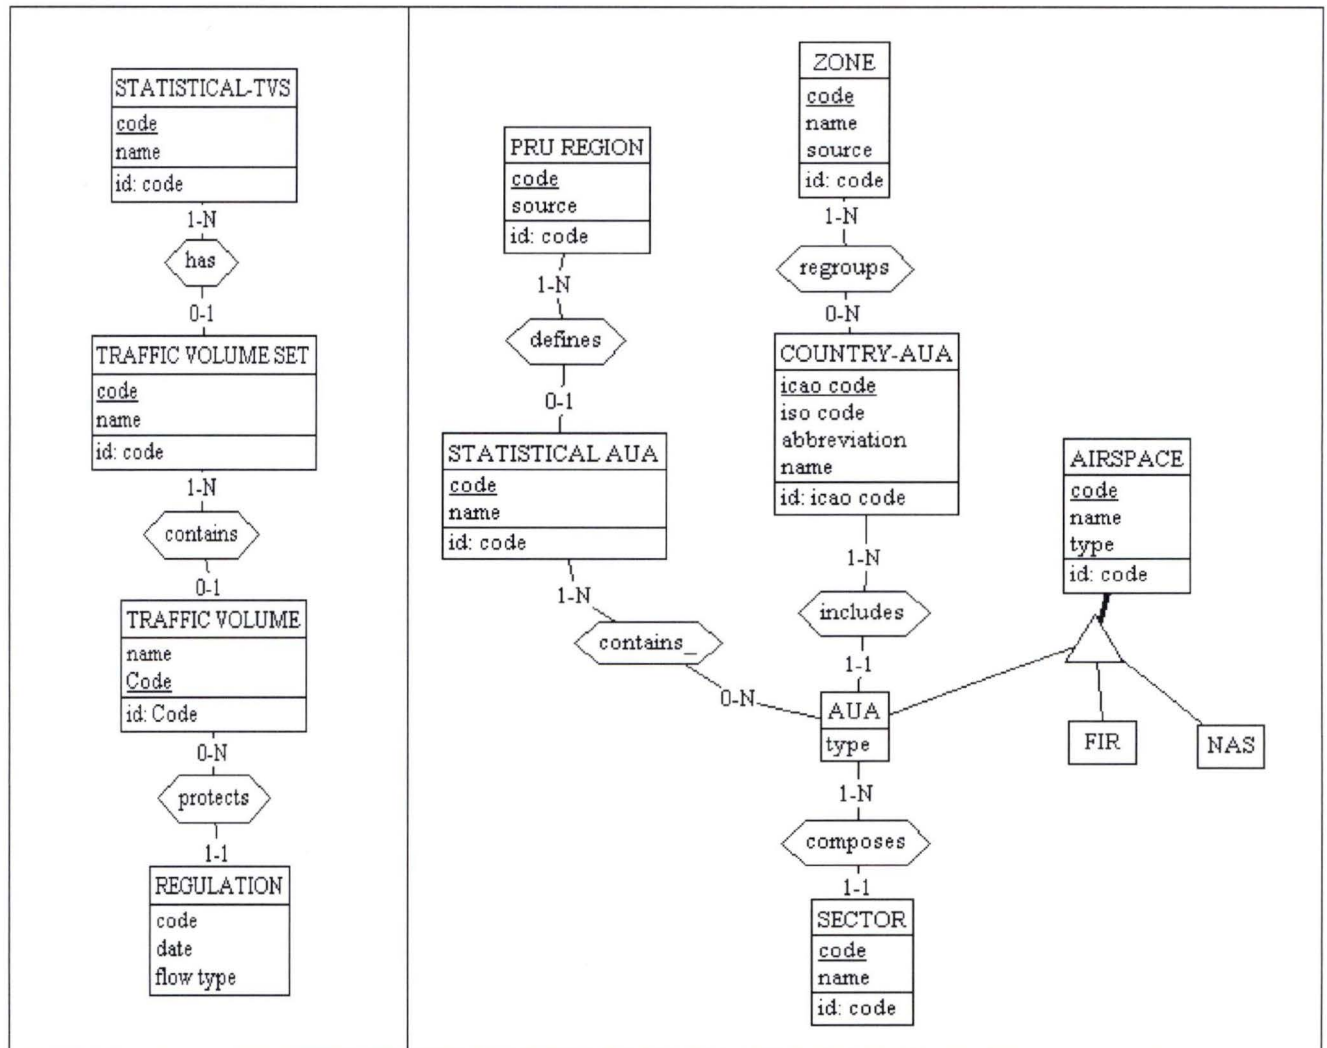 STATISTICAL-TVS
code
name
id: code
1-N
has
0-1
TRAFFIC VOLUME SET
code
name
id: code
1-N
contains
0-1
TRAFFIC VOLUME
name
Code
id: Code
0-N
protects
1-1
REGULATION
code
date
flow type
PRU REGION
code
source
id: code
1-N
defines
0-1
STATISTICAL AUA
code
name
id: code
1-N
contains_
0-N
ZONE
code
name
source
id: code
1-N
regroups
0-N
COUNTRY-AUA
icao code
iso code
abbreviation
name
id: icao code
1-N
includes
1-1
AUA
type
1-N
composes
1-1
SECTOR
code
name
id: code
AIRSPACE
code
name
type
id: code
FIR
NAS